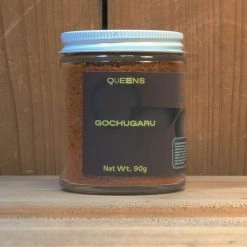 QUEENS
GOCHUGARU
Net Wt. 90g